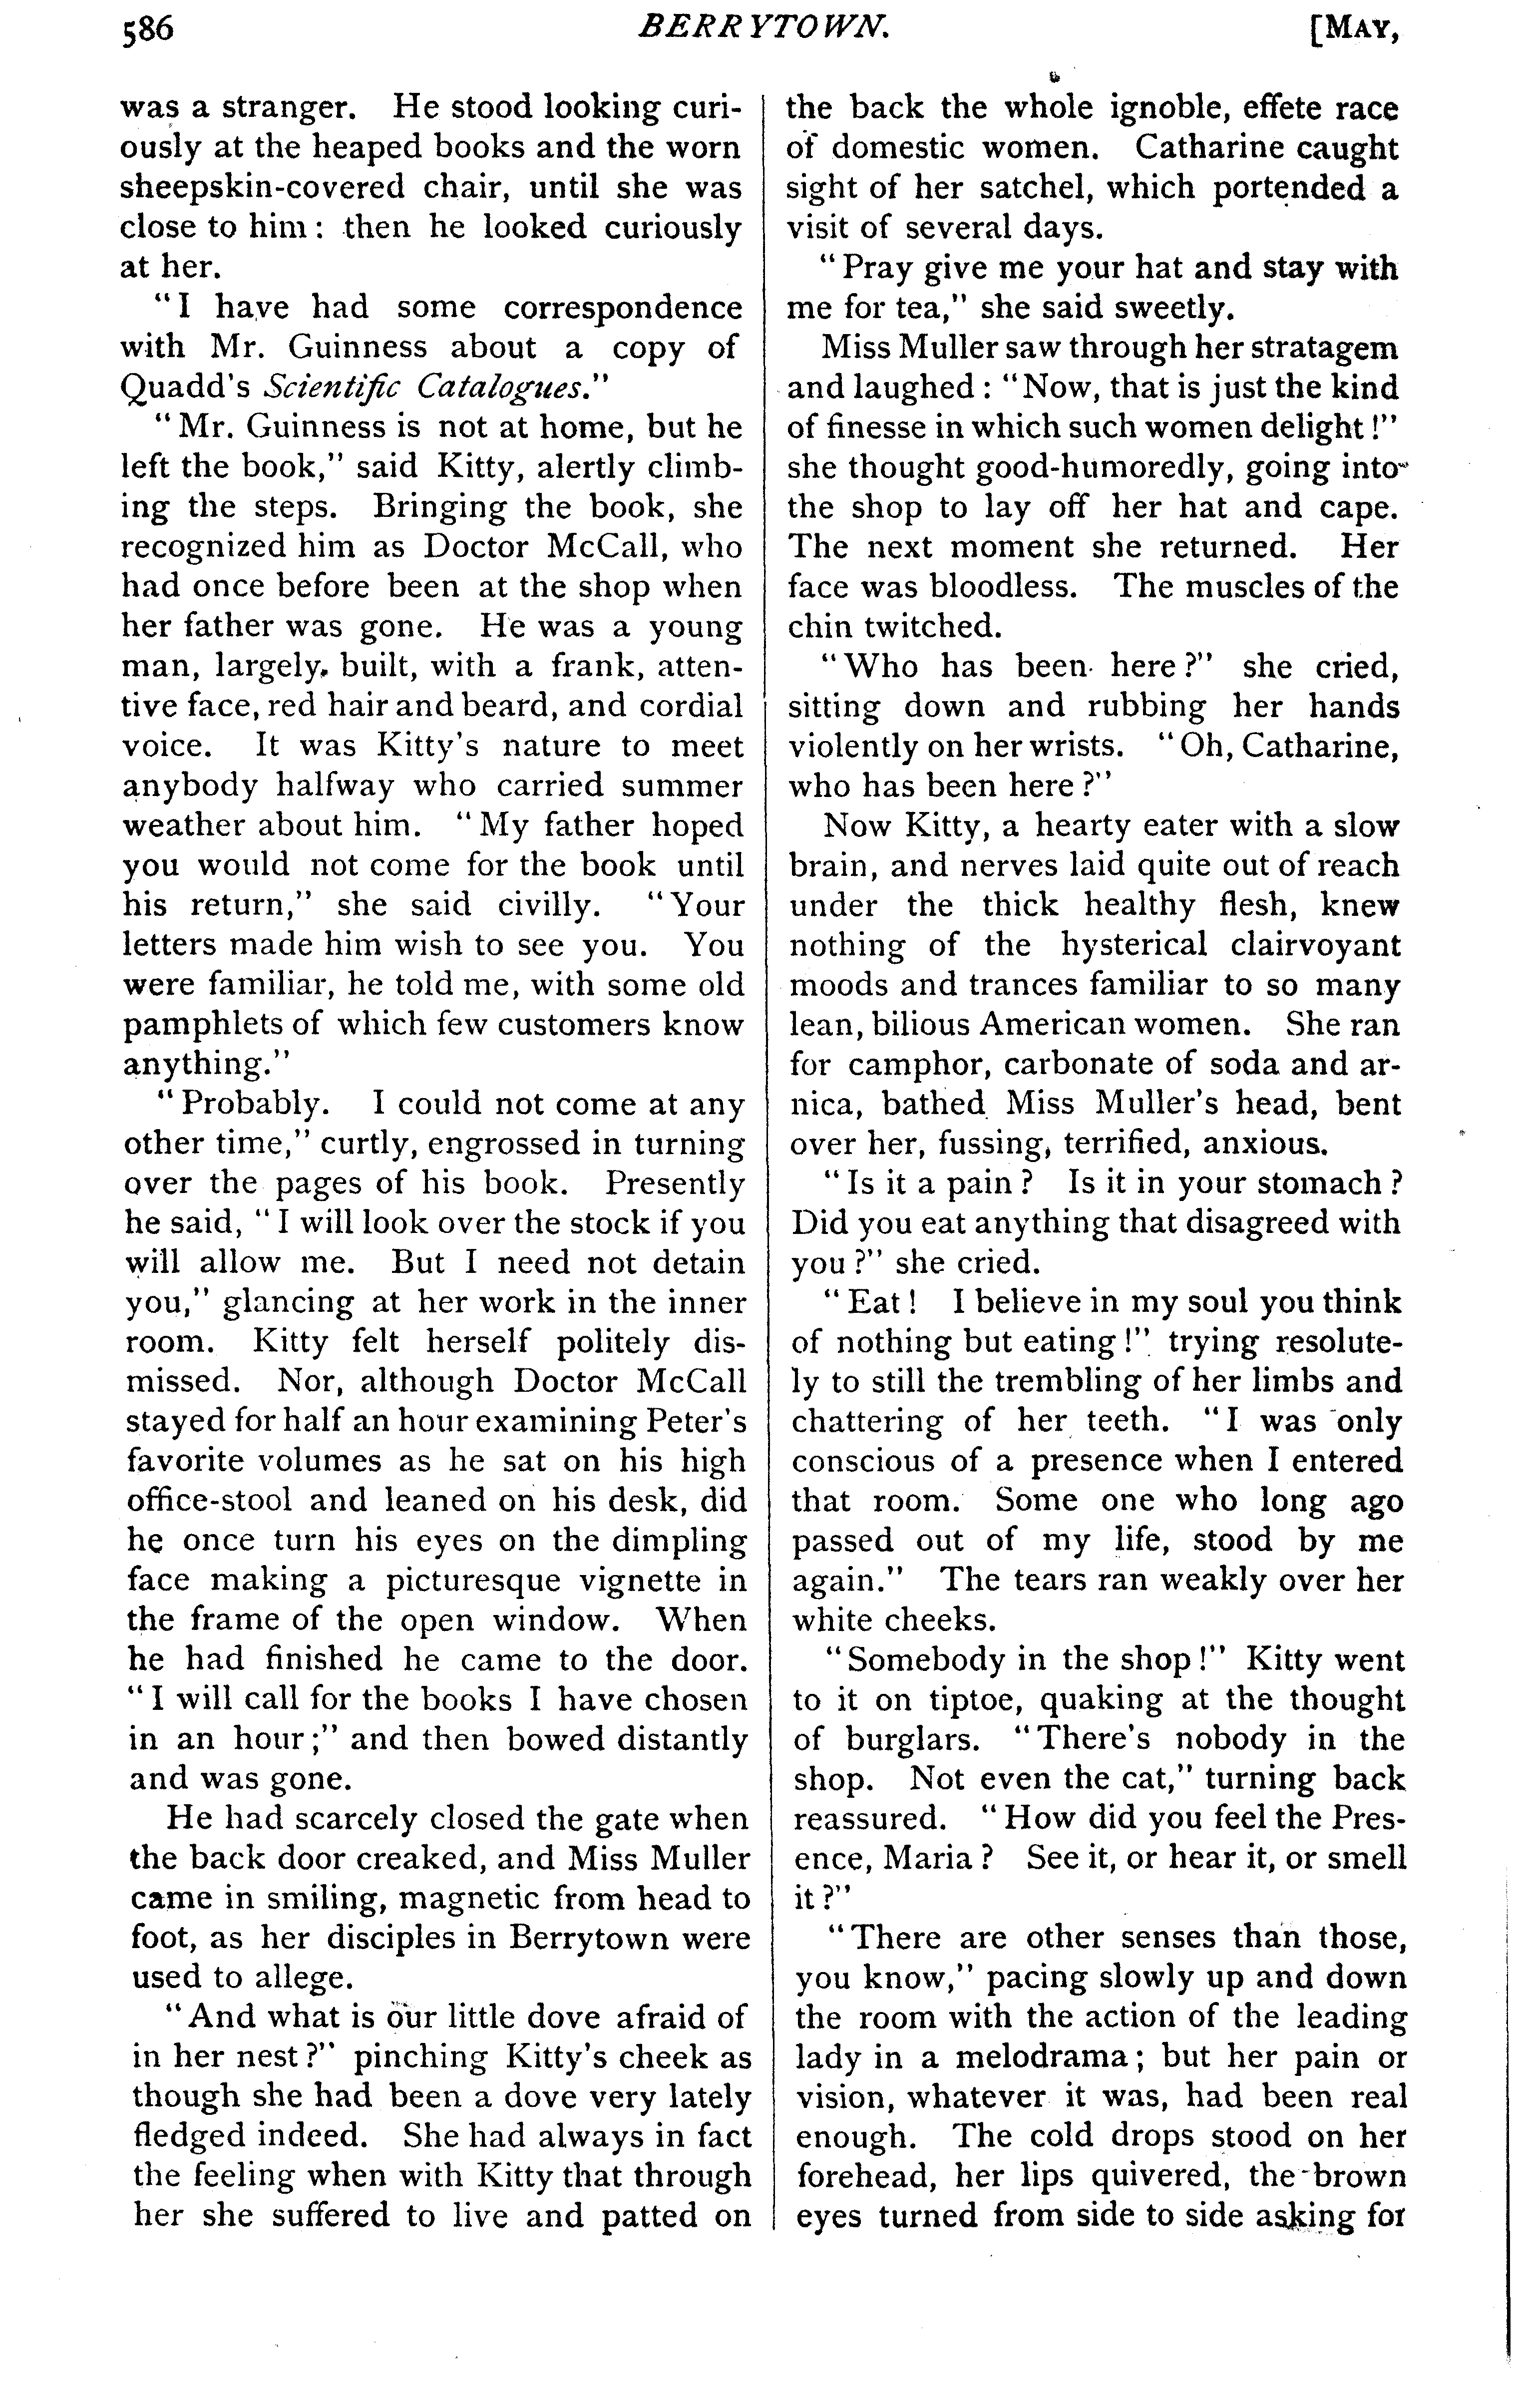 586 BERRYTOWN. [MAY,
was a stranger. He stood looking curi-
ously at the heaped books and the worn
sheepskin-covered chair, until she was
close to him : then he looked curiously
at her.
"I have had some correspondence
with Mr. Guinness about a copy of
Quadd's Scientific Catalogues."
"Mr. Guinness is not at home, but he
left the book," said Kitty, alertly climb-
ing the steps. Bringing the book, she
recognized him as Doctor McCall, who
had once before been at the shop when
her father was gone. He was a young
man, largely built, with a frank, atten-
tive face, red hair and beard, and cordial
voice. It was Kitty's nature to meet
anybody halfway who carried summer
weather about him. "My father hoped
you would not come for the book until
his return," she said civilly. "Your
letters made him wish to see you. You
were familiar, he told me, with some old
pamphlets of which few customers know
anything."
"Probably. I could not come at any
other time," curtly, engrossed in turning
over the pages of his book. Presently
he said, "I will look over the stock if you
will allow me. But I need not detain
you," glancing at her work in the inner
room. Kitty felt herself politely dis-
missed. Nor, although Doctor McCall
stayed for half an hour examining Peter's
favorite volumes as he sat on his high
office-stool and leaned on his desk, did
he once turn his eyes on the dimpling
face making a picturesque vignette in
the frame of the open window. When
he had finished he came to the door.
"I will call for the books I have chosen
in an hour ;" and then bowed distantly
and was gone.
He had scarcely closed the gate when
the back door creaked, and Miss Muller
came in smiling, magnetic from head to
foot, as her disciples in Berrytown were
used to allege.
"And what is our little dove afraid of
in her nest ?" pinching Kitty's cheek as
though she had been a dove very lately
fledged indeed. She had always in fact
the feeling when with Kitty that through
her she suffered to live and patted on
the back the whole ignoble, effete race
of domestic women. Catharine caught
sight of her satchel, which portended a
visit of several days.
"Pray give me your hat and stay with
me for tea," she said sweetly.
Miss Muller saw through her stratagem
and laughed : "Now, that is just the kind
of finesse in which such women delight !"
she thought good-humoredly, going into
the shop to lay off her hat and cape.
The next moment she returned. Her
face was bloodless. The muscles of the
chin twitched.
"Who has been here ?" she cried,
sitting down and rubbing her hands
violently on her wrists. "Oh, Catharine,
who has been here ?"
Now Kitty, a hearty eater with a slow
brain, and nerves laid quite out of reach
under the thick healthy flesh, knew
nothing of the hysterical clairvoyant
moods and trances familiar to so many
lean, bilious American women. She ran
for camphor, carbonate of soda and ar-
nica, bathed Miss Muller's head, bent
over her, fussing, terrified, anxious.
"Is it a pain ? Is it in your stomach ?
Did you eat anything that disagreed with
you ?" she cried.
"Eat ! I believe in my soul you think
of nothing but eating !" trying resolute-
ly to still the trembling of her limbs and
chattering of her teeth. "I was only
conscious of a presence when I entered
that room. Some one who long ago
passed out of my life, stood by me
again." The tears ran weakly over her
white cheeks.
"Somebody in the shop !" Kitty went
to it on tiptoe, quaking at the thought
of burglars. "There's nobody in the
shop. Not even the cat," turning back
reassured. "How did you feel the Pres-
ence, Maria ? See it, or hear it, or smell
it ?"
"There are other senses than those,
you know," pacing slowly up and down
the room with the action of the leading
lady in a melodrama ; but her pain or
vision, whatever it was, had been real
enough. The cold drops stood on her
forehead, her lips quivered, the brown
eyes turned from side to side asking for